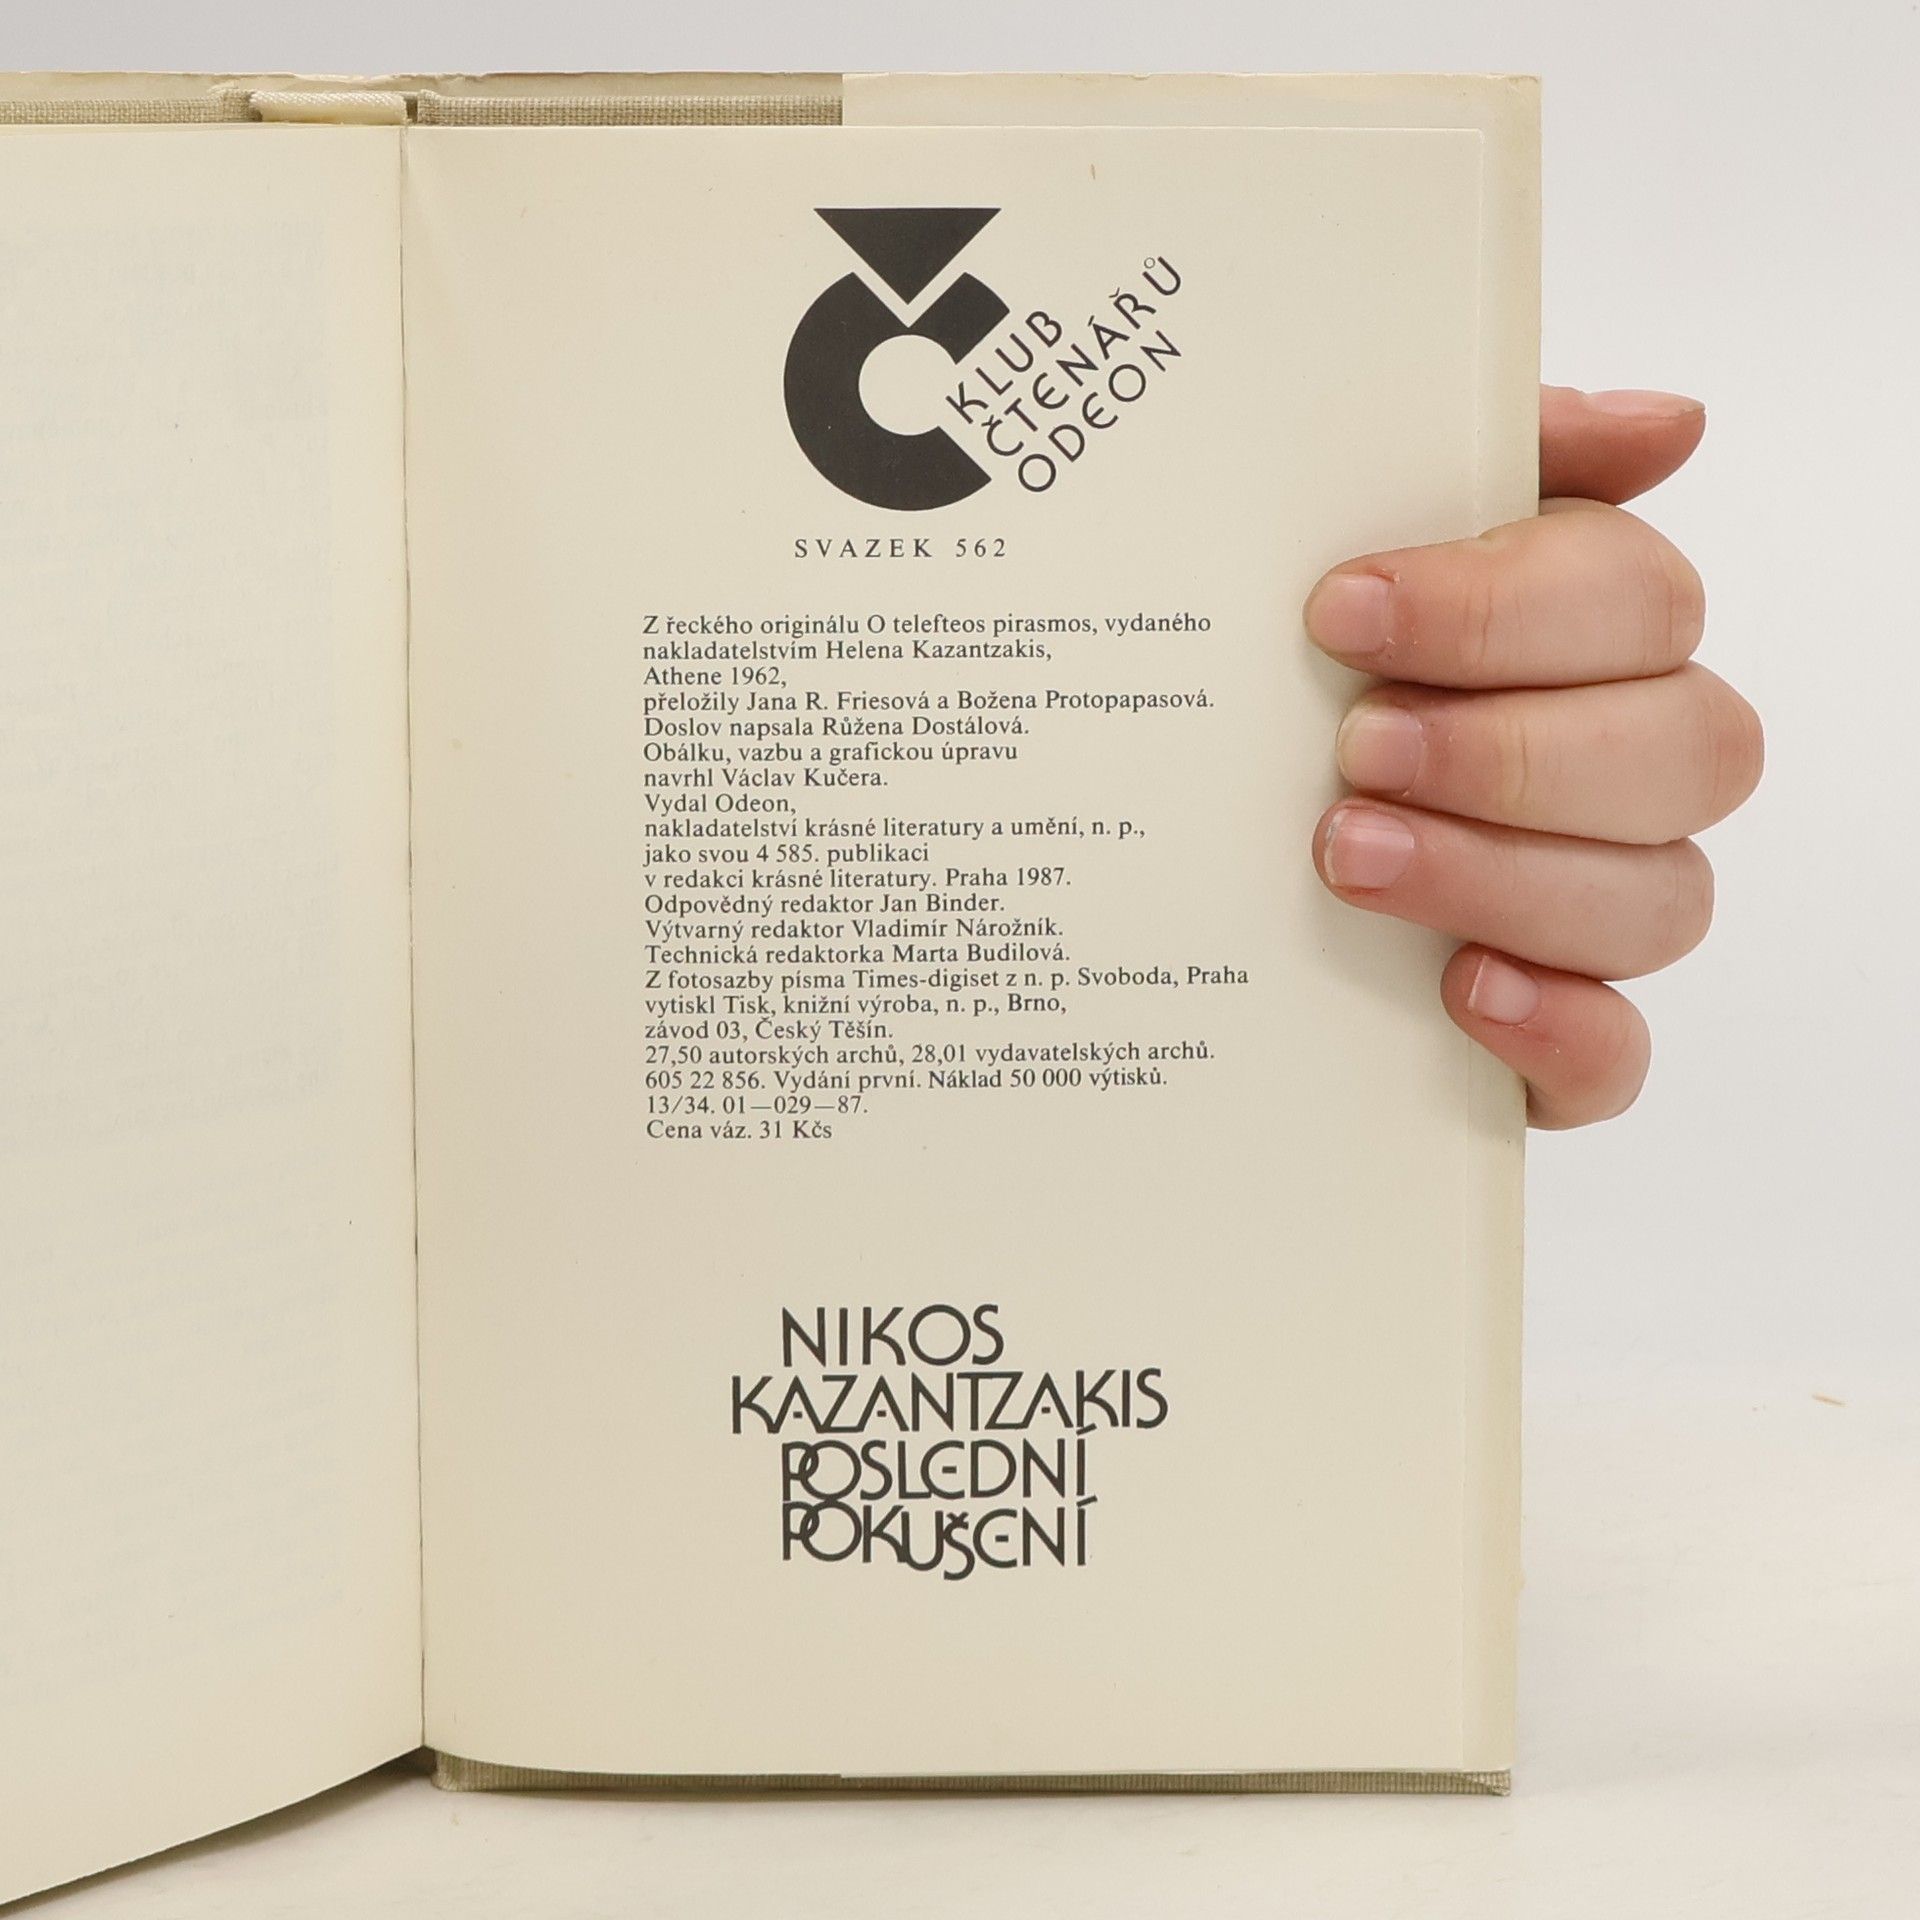 KLUB
ČTENÁŘŮ
ODEON
SVAZEK 562
Z řeckého originálu O telefteos pirasmos, vydaného
nakladatelstvím Helena Kazantzakis,
Athene 1962,
přeložily Jana R. Friesová a Božena Protopapasová.
Doslov napsala Růžena Dostálová.
Obálku, vazbu a grafickou úpravu
navrhl Václav Kučera.
Vydal Odeon,
nakladatelství krásné literatury a umění, n. p.,
jako svou 4 585. publikaci
v redakci krásné literatury. Praha 1987.
Odpovědný redaktor Jan Binder.
Výtvarný redaktor Vladimír Nárožník.
Technická redaktorka Marta Budilová.
Z fotosazby písma Times-digiset z n. p. Svoboda, Praha
vytiskl Tisk, knižní výroba, n. p., Brno,
závod 03, Český Těšín.
27,50 autorských archů, 28,01 vydavatelských archů.
605 22 856. Vydání první. Náklad 50 000 výtisků.
13/34. 01—029—87.
Cena váz. 31 Kčs
NIKOS
KAZANTZAKIS
POSLEDNÍ
POKUŠENÍ